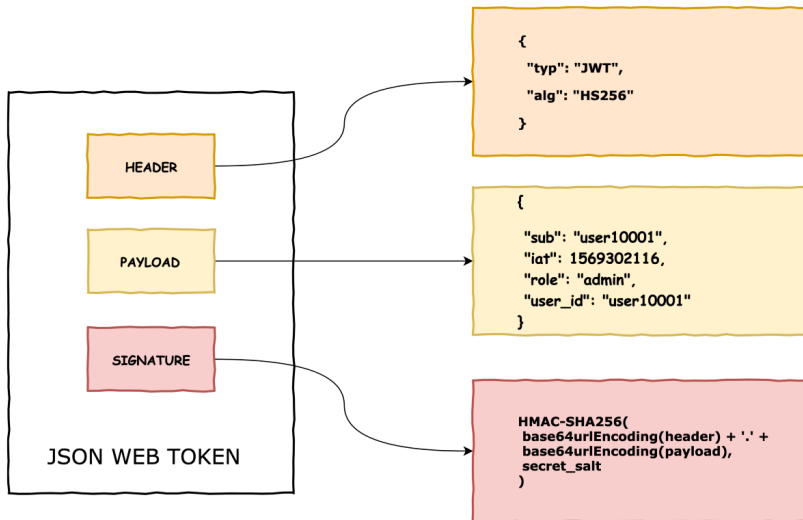 {
"typ": "JWT",
"alg": "HS256"
}
HEADER
{
"sub": "user10001",
"iat": 1569302116,
"role": "admin",
"user_id": "user10001"
}
PAYLOAD
SIGNATURE
HMAC-SHA256(
base64urlEncoding(header) + '.' +
base64urlEncoding(payload),
secret_salt
)
JSON WEB TOKEN